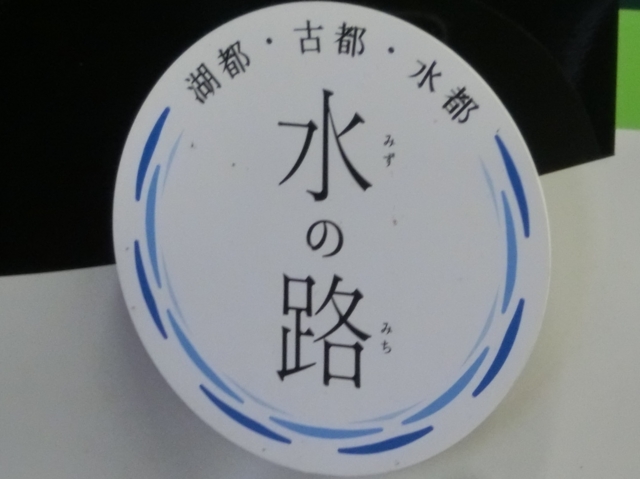 湖都・古都・水都
水の路
みず
みち